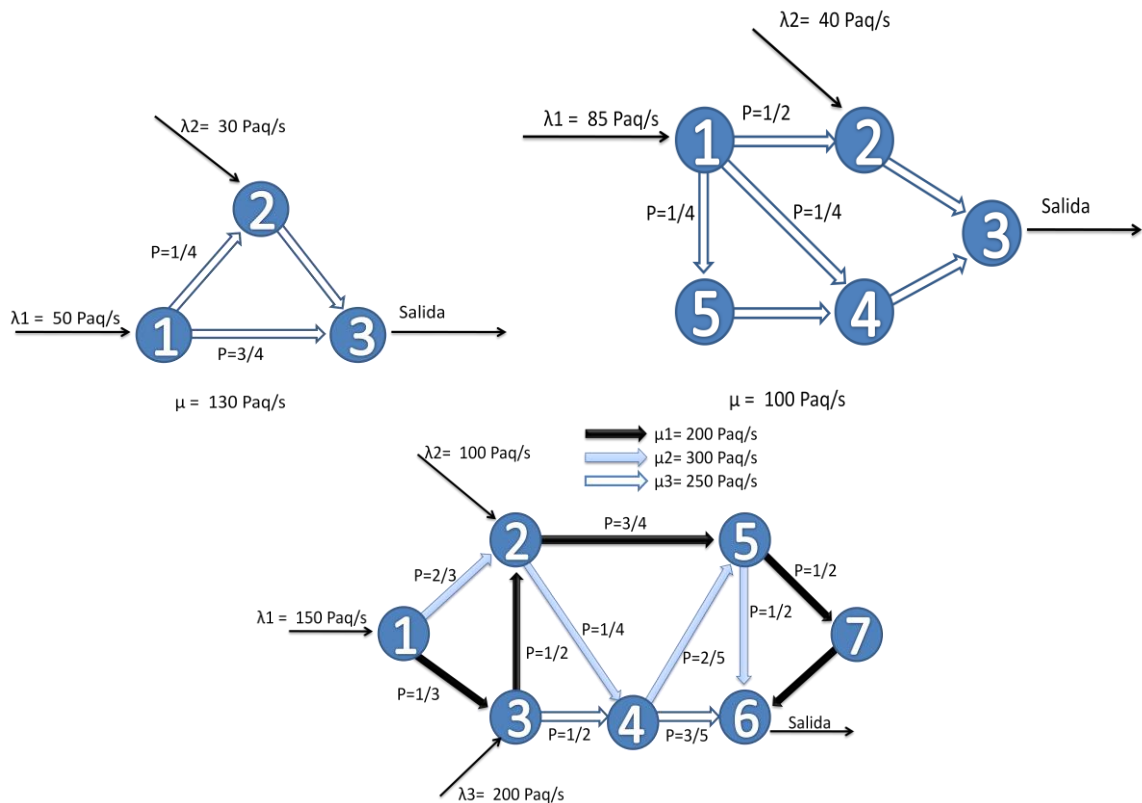 λ2= 30 Paq/s
2
P=1/4
λ1= 50 Paq/s
1
P=3/4
3
Salida
μ = 130 Paq/s
λ2= 40 Paq/s
λ1 = 85 Paq/s
1
P=1/2
2
P=1/4
P=1/4
3
Salida
5
4
μ = 100 Paq/s
μ1= 200 Paq/s
μ2= 300 Paq/s
μ3= 250 Paq/s
λ2= 100 Paq/s
2
P=3/4
5
P=2/3
P=1/2
λ1= 150 Paq/s
1
P=1/4
P=1/2
7
P=1/2
P=2/5
P=1/3
3
P=1/2
4
P=3/5
6
Salida
λ3= 200 Paq/s